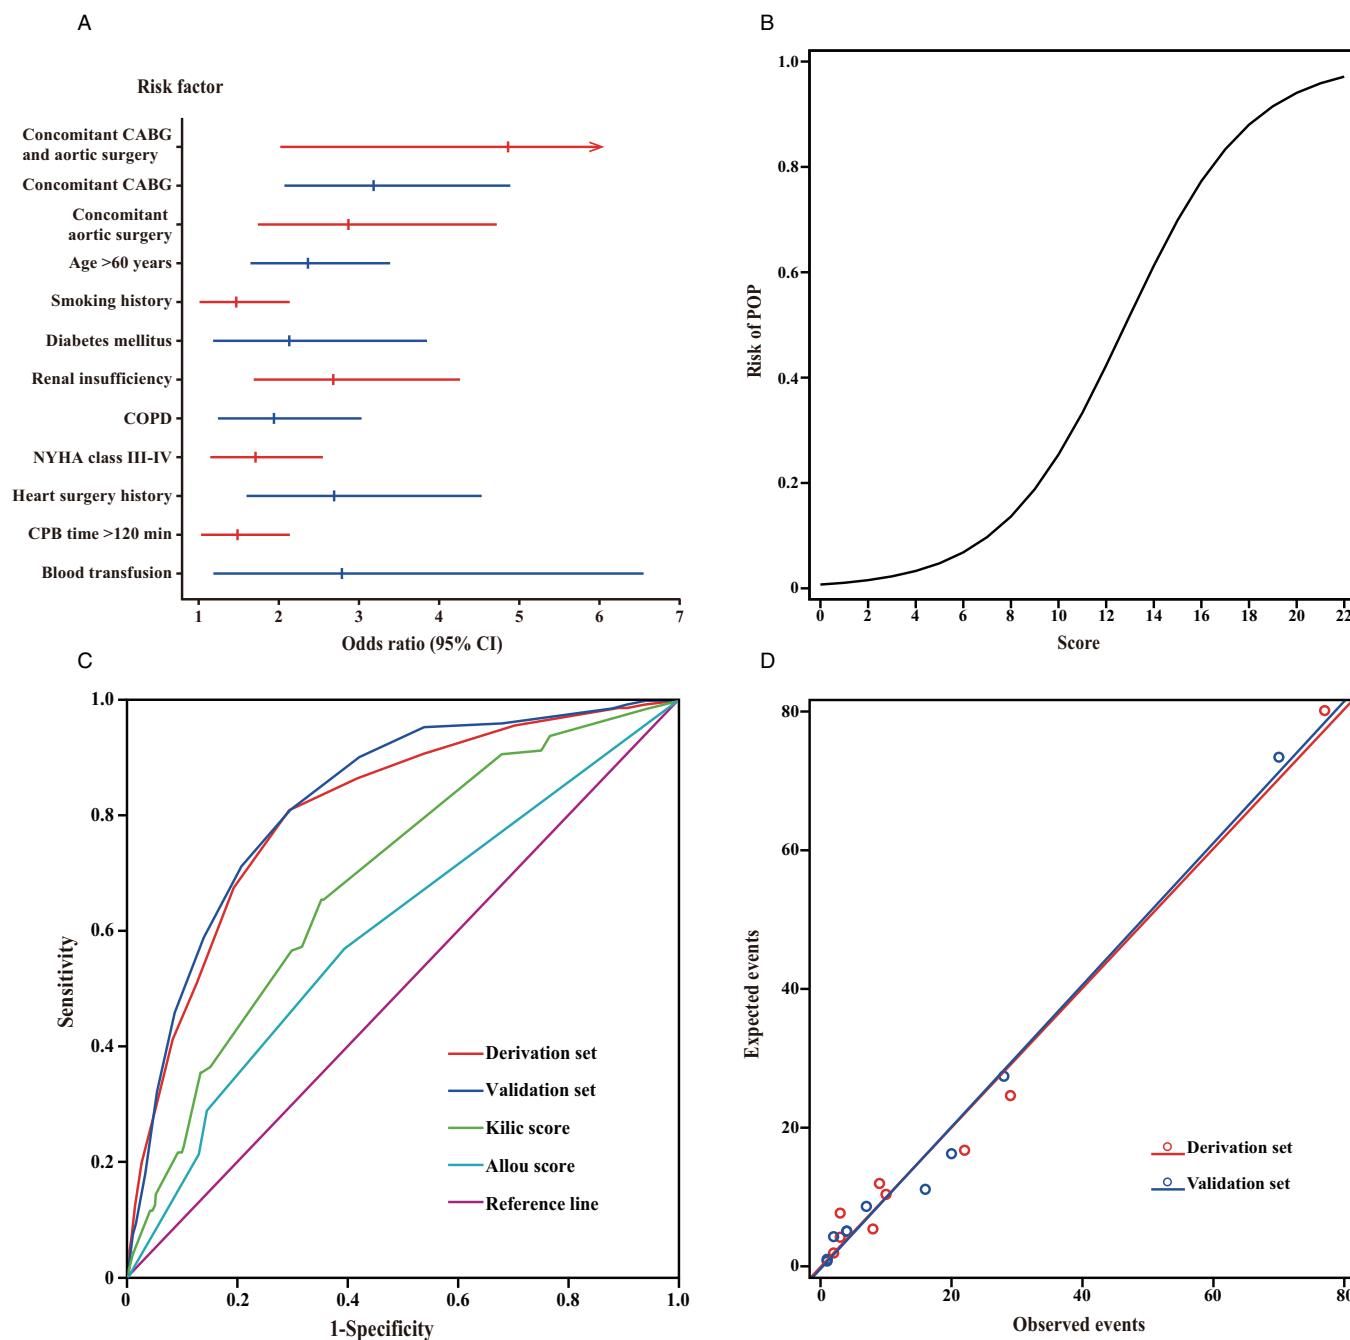 A
Risk factor
Concomitant CABG
and aortic surgery
Concomitant CABG
Concomitant
aortic surgery
Age >60 years
Smoking history
Diabetes mellitus
Renal insufficiency
COPD
NYHA class III-IV
Heart surgery history
CPB time >120 min
Blood transfusion
1 2 3 4 5 6 7
Odds ratio (95% CI)
B
1.0
0.8
0.6
0.4
0.2
0
Risk of POP
0 2 4 6 8 10 12 14 16 18 20 22
Score
C
1.0
0.8
0.6
0.4
0.2
0
Sensitivity
Derivation set
Validation set
Kilic score
Allou score
Reference line
0 0.2 0.4 0.6 0.8 1.0
1-Specificity
D
80
60
40
20
0
Expected events
Derivation set
Validation set
0 20 40 60 80
Observed events